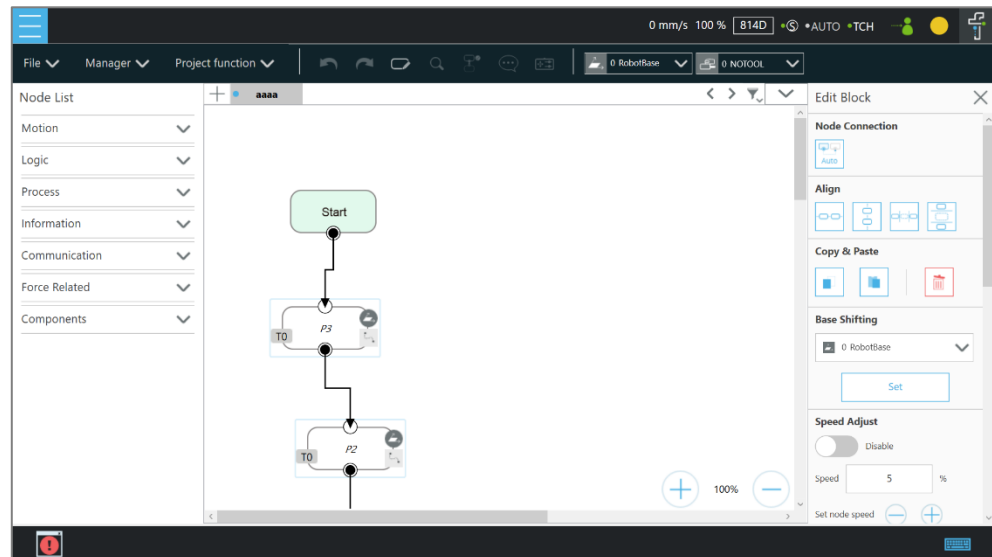 0 mm/s 100 % 814D S AUTO TCH
File Manager Project function 0 RobotBase 0 NOTOOL
Node List
aaaa
Edit Block
Motion
Logic
Process
Information
Communication
Force Related
Components
Start
P3
T0
P2
T0
100%
Node Connection
Auto
Align
Copy & Paste
Base Shifting
0 RobotBase
Set
Speed Adjust
Disable
Speed 5 %
Set node speed